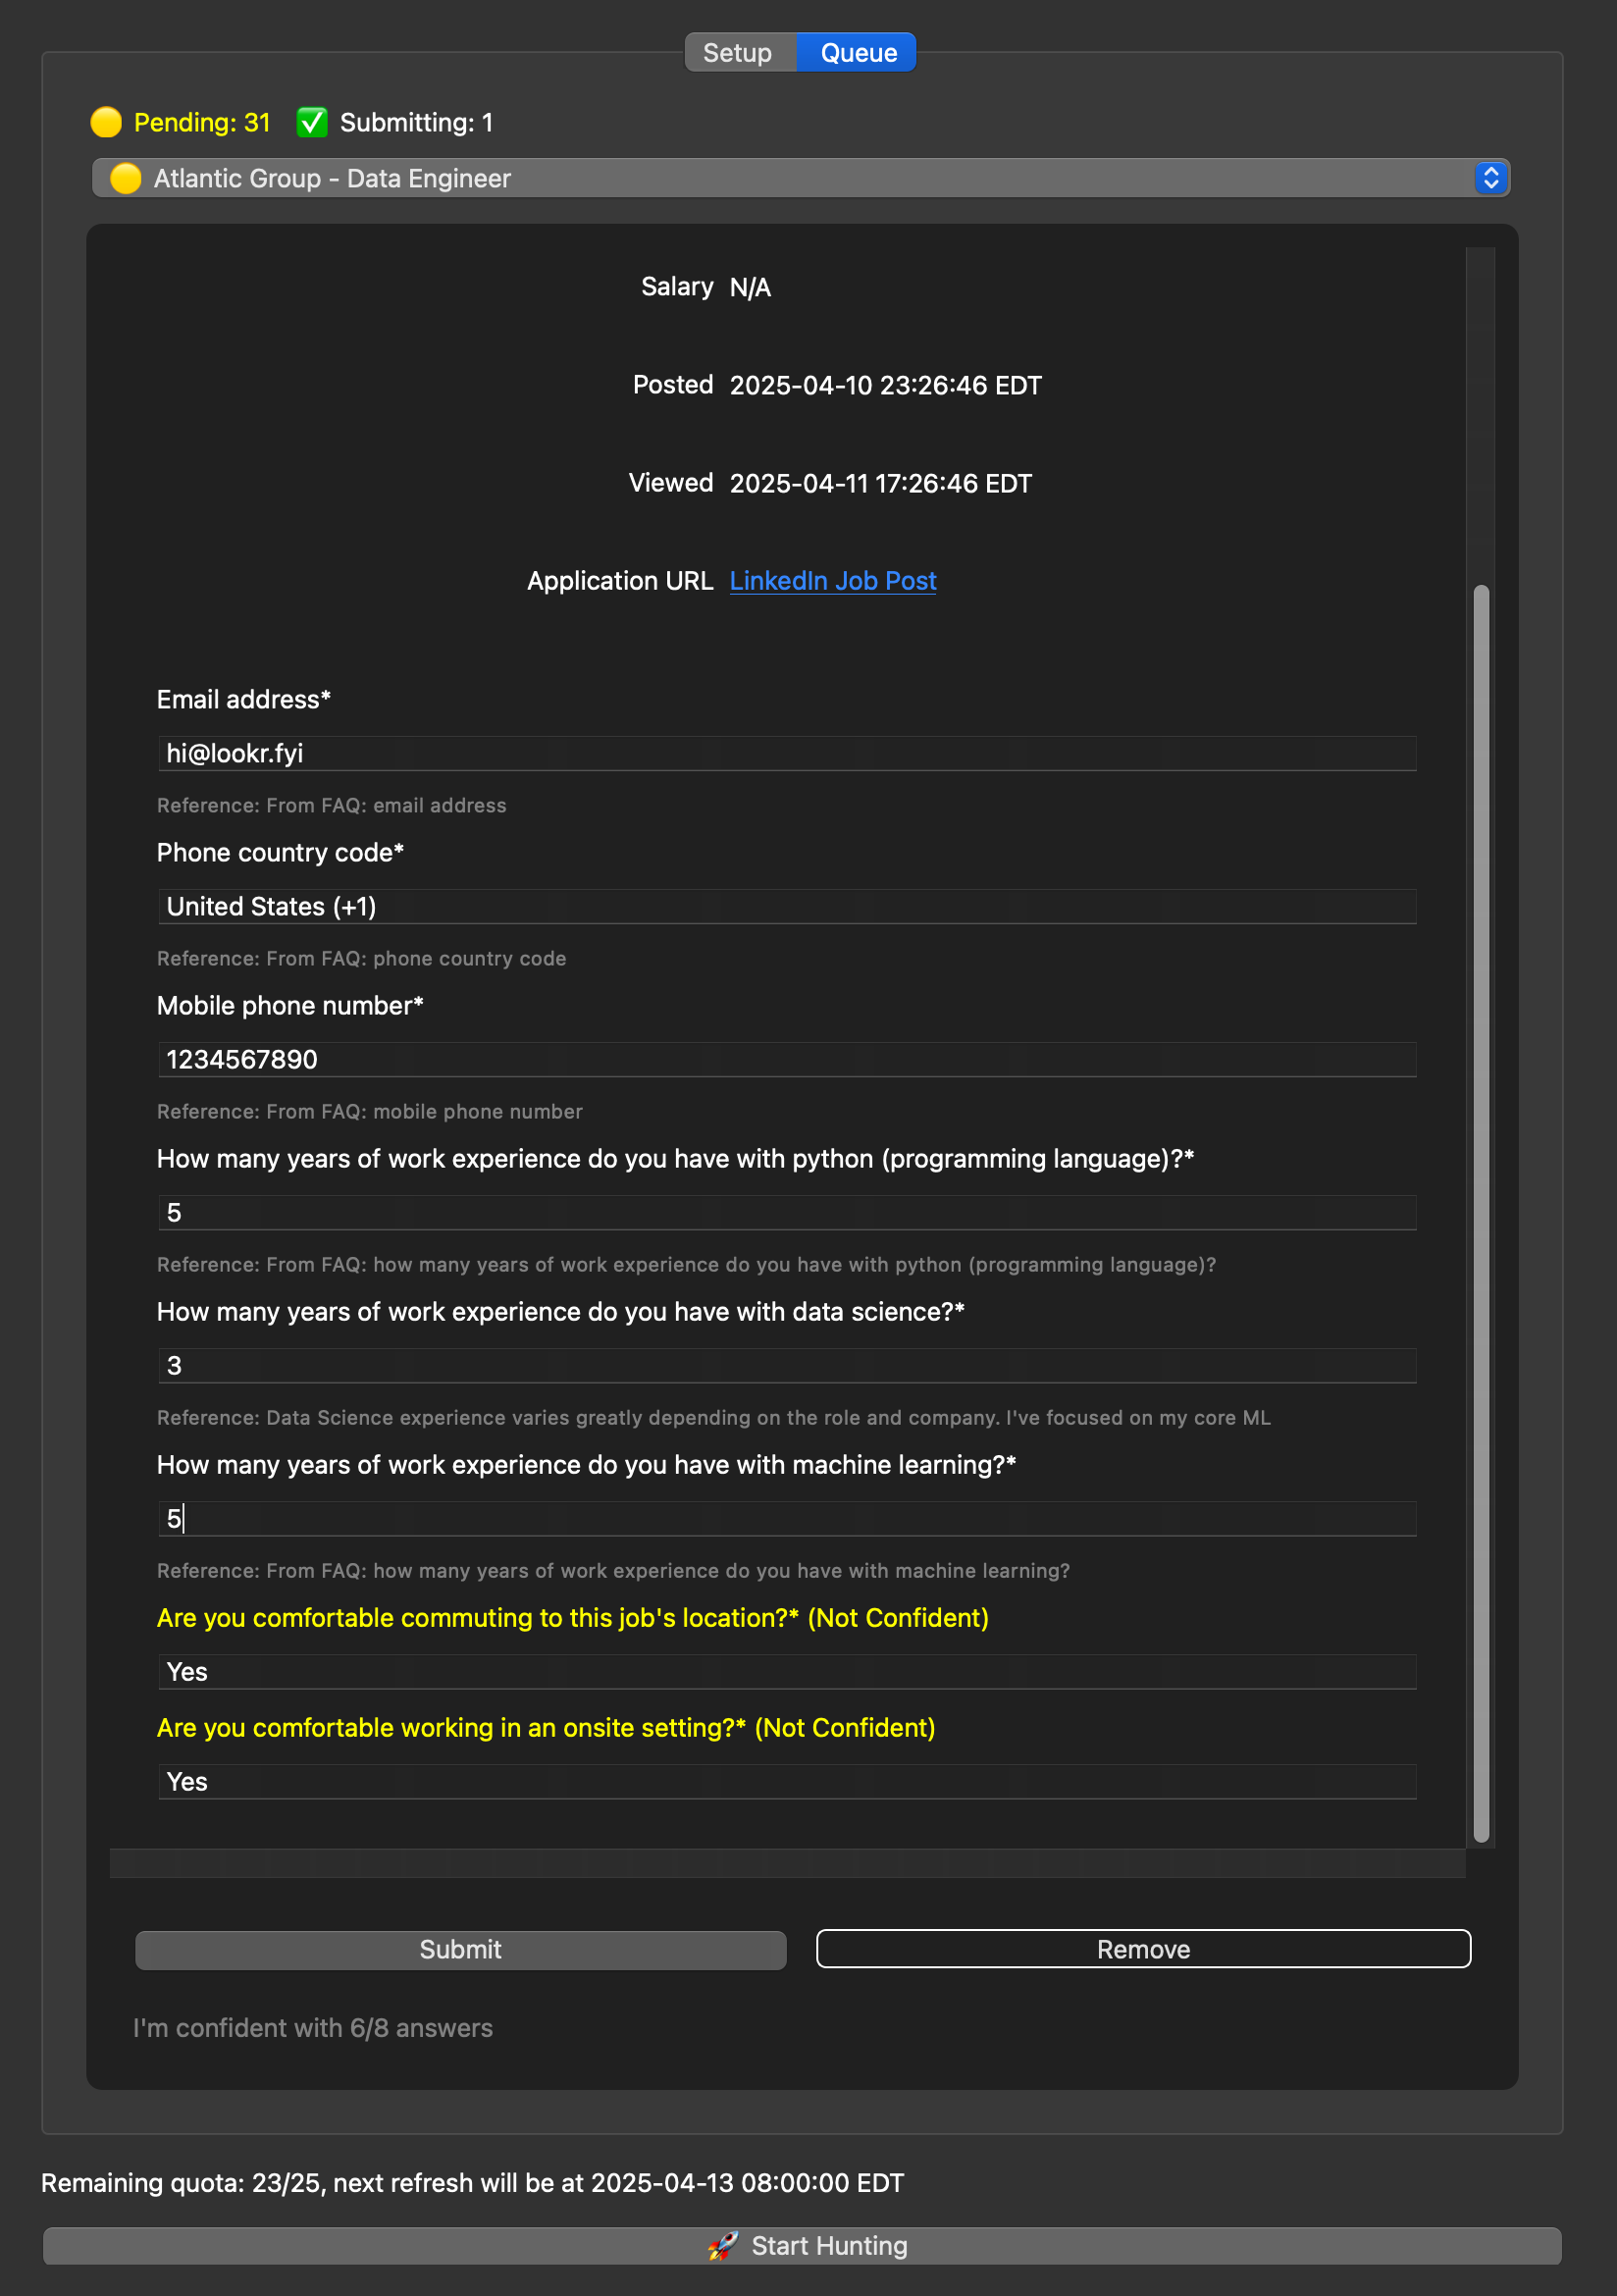 Setup Queue
Pending: 31 Submitting: 1
Atlantic Group - Data Engineer
Salary N/A
Posted 2025-04-10 23:26:46 EDT
Viewed 2025-04-11 17:26:46 EDT
Application URL LinkedIn Job Post
Email address*
hi@lookr.fyi
Reference: From FAQ: email address
Phone country code*
United States (+1)
Reference: From FAQ: phone country code
Mobile phone number*
1234567890
Reference: From FAQ: mobile phone number
How many years of work experience do you have with python (programming language)?*
5
Reference: From FAQ: how many years of work experience do you have with python (programming language)?
How many years of work experience do you have with data science?*
3
Reference: Data Science experience varies greatly depending on the role and company. I've focused on my core ML
How many years of work experience do you have with machine learning?*
5
Reference: From FAQ: how many years of work experience do you have with machine learning?
Are you comfortable commuting to this job's location?* (Not Confident)
Yes
Are you comfortable working in an onsite setting?* (Not Confident)
Yes
Submit Remove
I'm confident with 6/8 answers
Remaining quota: 23/25, next refresh will be at 2025-04-13 08:00:00 EDT
🚀 Start Hunting